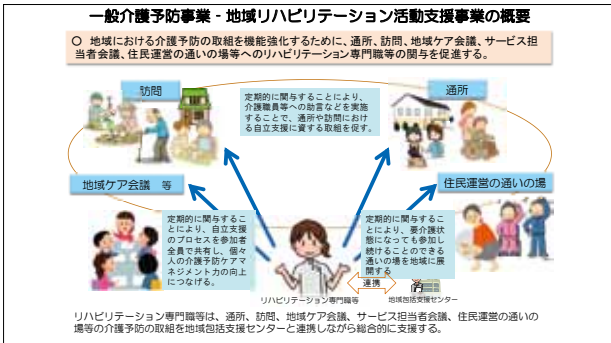 一般介護予防事業 - 地域リハビリテーション活動支援事業の概要
○ 地域における介護予防の取組を機能強化するために、通所、訪問、地域ケア会議、サービス担
当者会議、住民運営の通いの場等へのリハビリテーション専門職等の関与を促進する。
訪問
定期的に関与することにより、
介護職員等への助言などを実施
することで、通所や訪問におけ
る自立支援に資する取組を促す。
通所
地域ケア会議 等
住民運営の通いの場
定期的に関与するこ
とにより、自立支援
のプロセスを参加者
全員で共有し、個々
人の介護予防ケアマ
ネジメント力の向上
につなげる。
定期的に関与するこ
とにより、要介護
状態になっても参加し
続けることのできる
通いの場を地域に展
開する
連携
リハビリテーション専門職等
地域包括支援センター
リハビリテーション専門職等は、通所、訪問、地域ケア会議、サービス担当者会議、住民運営の通いの
場等の介護予防の取組を地域包括支援センターと連携しながら総合的に支援する。